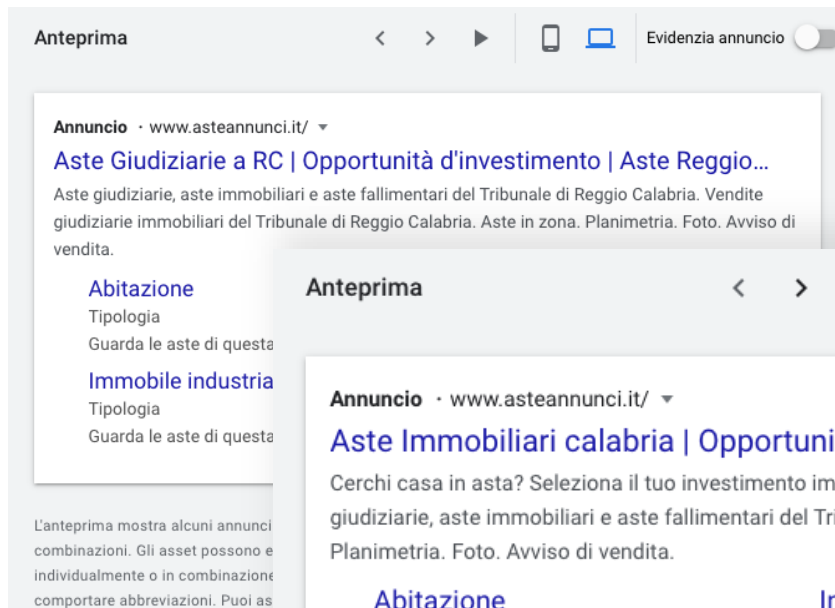 Anteprima
Evidenzia annuncio
Annuncio · www.asteannunci.it/
Aste Giudiziarie a RC | Opportunità d'investimento | Aste Reggio...
Aste giudiziarie, aste immobiliari e aste fallimentari del Tribunale di Reggio Calabria. Vendite
giudiziarie immobiliari del Tribunale di Reggio Calabria. Aste in zona. Planimetria. Foto. Avviso di
vendita.
Abitazione
Tipologia
Guarda le aste di questa
Immobile industria
Tipologia
Guarda le aste di questa
L'anteprima mostra alcuni annunci
combinazioni. Gli asset possono e
individualmente o in combinazione
comportare abbreviazioni. Puoi as
Anteprima
Annuncio · www.asteannunci.it/
Aste Immobiliari calabria | Opportuni
Cerchi casa in asta? Seleziona il tuo investimento im
giudiziarie, aste immobiliari e aste fallimentari del Tri
Planimetria. Foto. Avviso di vendita.
Abitazione